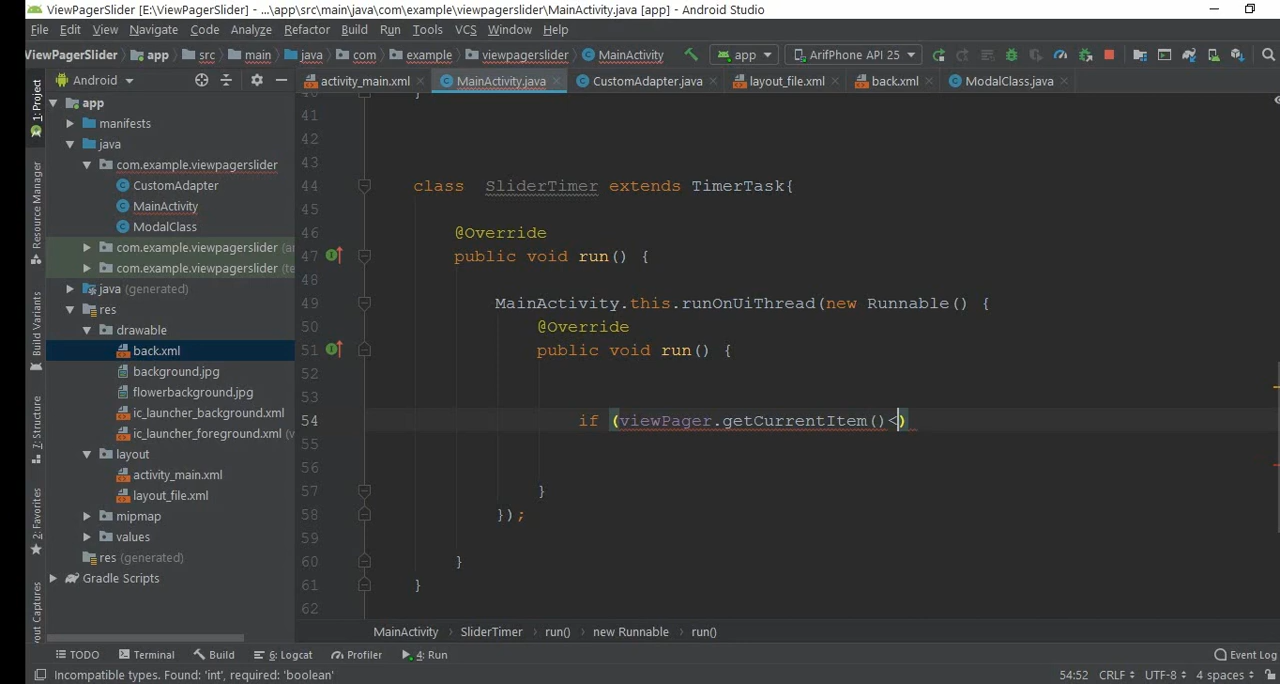 ViewPagerSlider [E:\ViewPagerSlider] - ...\app\src\main\java\com\example\viewpagerslider\MainActivity.java [app] - Android Studio
File Edit View Navigate Code Analyze Refactor Build Run Tools VCS Window Help
ViewPagerSlider app src main java com example viewpagerslider MainActivity app ArifPhone API 25
Android activity_main.xml MainActivity.java CustomAdapter.java layout_file.xml back.xml ModalClass.java
1: Project
Resource Manager
Build Variants
Z: Structure
2: Favorites
out Captures
app
manifests
java
com.example.viewpagerslider
CustomAdapter
MainActivity
ModalClass
com.example.viewpagerslider (ar
com.example.viewpagerslider (te
java (generated)
res
drawable
back.xml
background.jpg
flowerbackground.jpg
ic_launcher_background.xml
ic_launcher_foreground.xml (v
layout
activity_main.xml
layout_file.xml
mipmap
values
res (generated)
Gradle Scripts
40 }
41
42
43
44 class SliderTimer extends TimerTask{
45
46 @Override
47 public void run() {
48
49 MainActivity.this.runOnUiThread(new Runnable() {
50 @Override
51 public void run() {
52
53
54 if (viewPager.getCurrentItem()<)
55
56
57 }
58 });
59
60 }
61 }
62
MainActivity SliderTimer run() new Runnable run()
TODO Terminal Build 6: Logcat Profiler 4: Run Event Log
Incompatible types. Found: 'int', required: 'boolean' 54:52 CRLF UTF-8 4 spaces